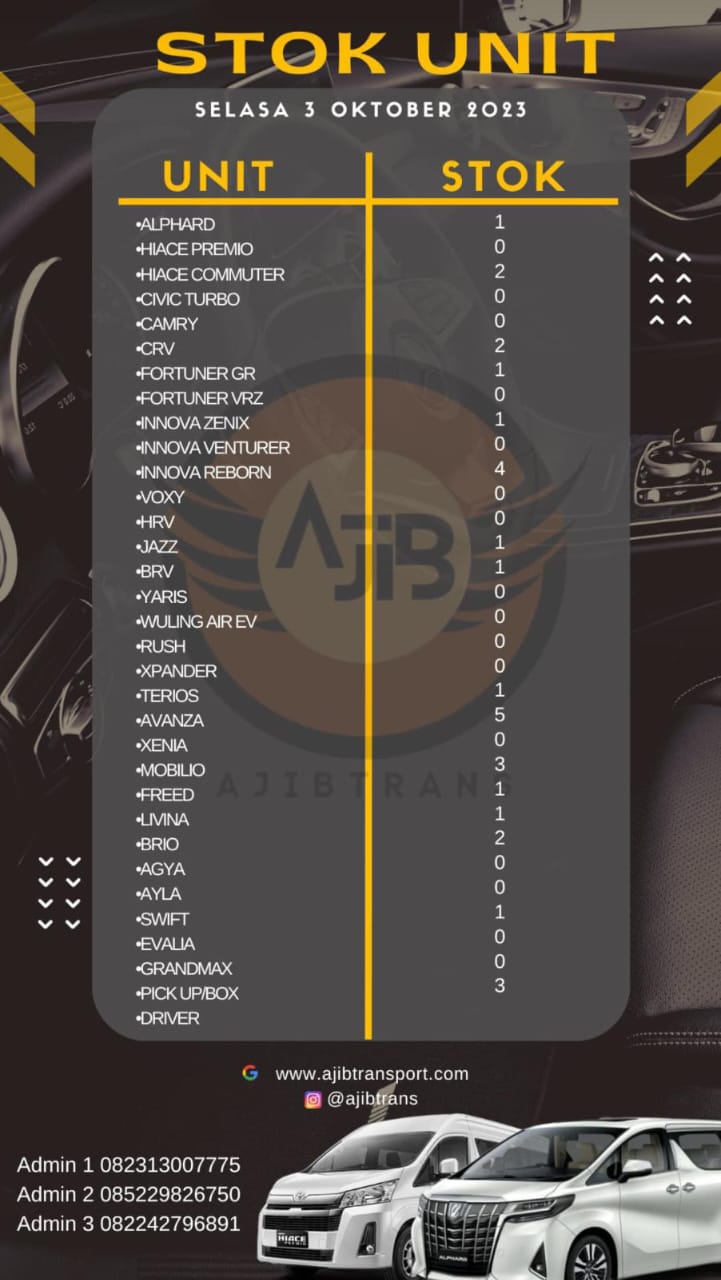 STOK UNIT
SELASA 3 OKTOBER 2023
UNIT STOK
•ALPHARD 1
•HIACE PREMIO 0
•HIACE COMMUTER 2
•CIVIC TURBO 0
•CAMRY 0
•CRV 2
•FORTUNER GR 1
•FORTUNER VRZ 0
•INNOVA ZENIX 1
•INNOVA VENTURER 0
•INNOVA REBORN 4
•VOXY 0
•HRV 0
•JAZZ 1
•BRV 1
•YARIS 0
•WULING AIR EV 0
•RUSH 0
•XPANDER 0
•TERIOS 1
•AVANZA 5
•XENIA 0
•MOBILIO 3
•FREED 1
•LIVINA 1
•BRIO 2
•AGYA 0
•AYLA 0
•SWIFT 1
•EVALIA 0
•GRANDMAX 0
•PICK UP/BOX 3
•DRIVER
AJIB
AJIBTRANS
www.ajibtransport.com
@ajibtrans
Admin 1 082313007775
Admin 2 085229826750
Admin 3 082242796891
HIACE
PREMIO
ALPHARD